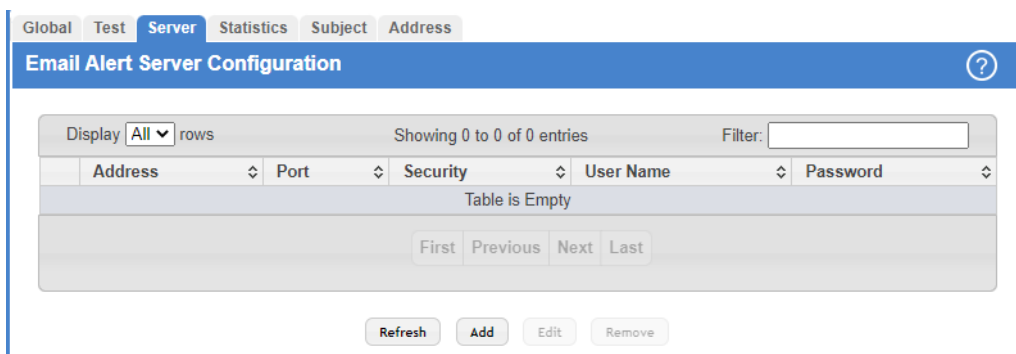 Global Test Server Statistics Subject Address
Email Alert Server Configuration ?
Display All rows Showing 0 to 0 of 0 entries Filter:
Address Port Security User Name Password
Table is Empty
First Previous Next Last
Refresh Add Edit Remove